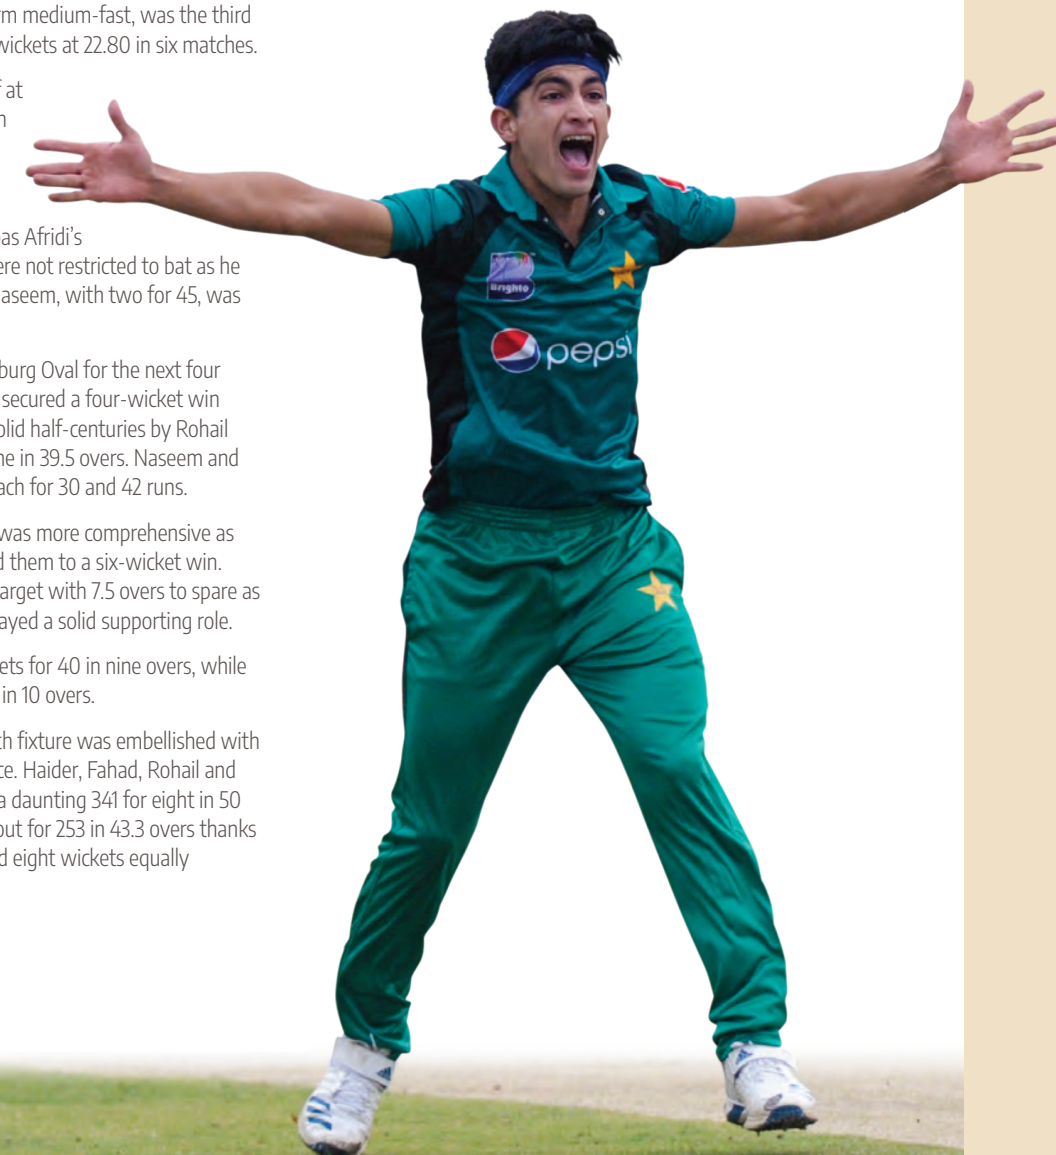 rm medium-fast, was the third
wickets at 22.80 in six matches.
at
as Afridi's
ere not restricted to bat as he
aseem, with two for 45, was
burg Oval for the next four
secured a four-wicket win
olid half-centuries by Rohail
ne in 39.5 overs. Naseem and
ach for 30 and 42 runs.
was more comprehensive as
d them to a six-wicket win.
arget with 7.5 overs to spare as
ayed a solid supporting role.
ets for 40 in nine overs, while
in 10 overs.
th fixture was embellished with
ce. Haider, Fahad, Rohail and
a daunting 341 for eight in 50
out for 253 in 43.3 overs thanks
d eight wickets equally
Brighto
pepsi